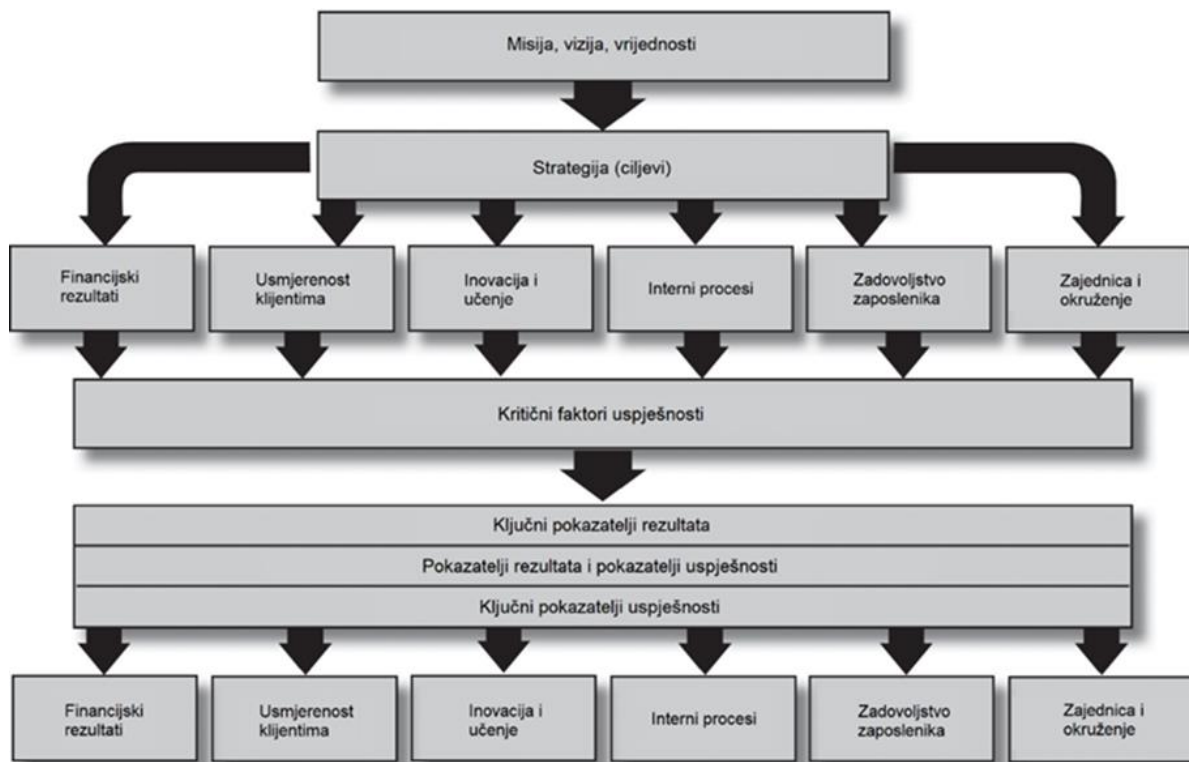 Misija, vizija, vrijednosti
Strategija (ciljevi)
Financijski
rezultati
Usmjerenost
klijentima
Inovacija i
učenje
Interni procesi
Zadovoljstvo
zaposlenika
Zajednica i
okruženje
Kritični faktori uspješnosti
Ključni pokazatelji rezultata
Pokazatelji rezultata i pokazatelji uspješnosti
Ključni pokazatelji uspješnosti
Financijski
rezultati
Usmjerenost
klijentima
Inovacija i
učenje
Interni procesi
Zadovoljstvo
zaposlenika
Zajednica i
okruženje